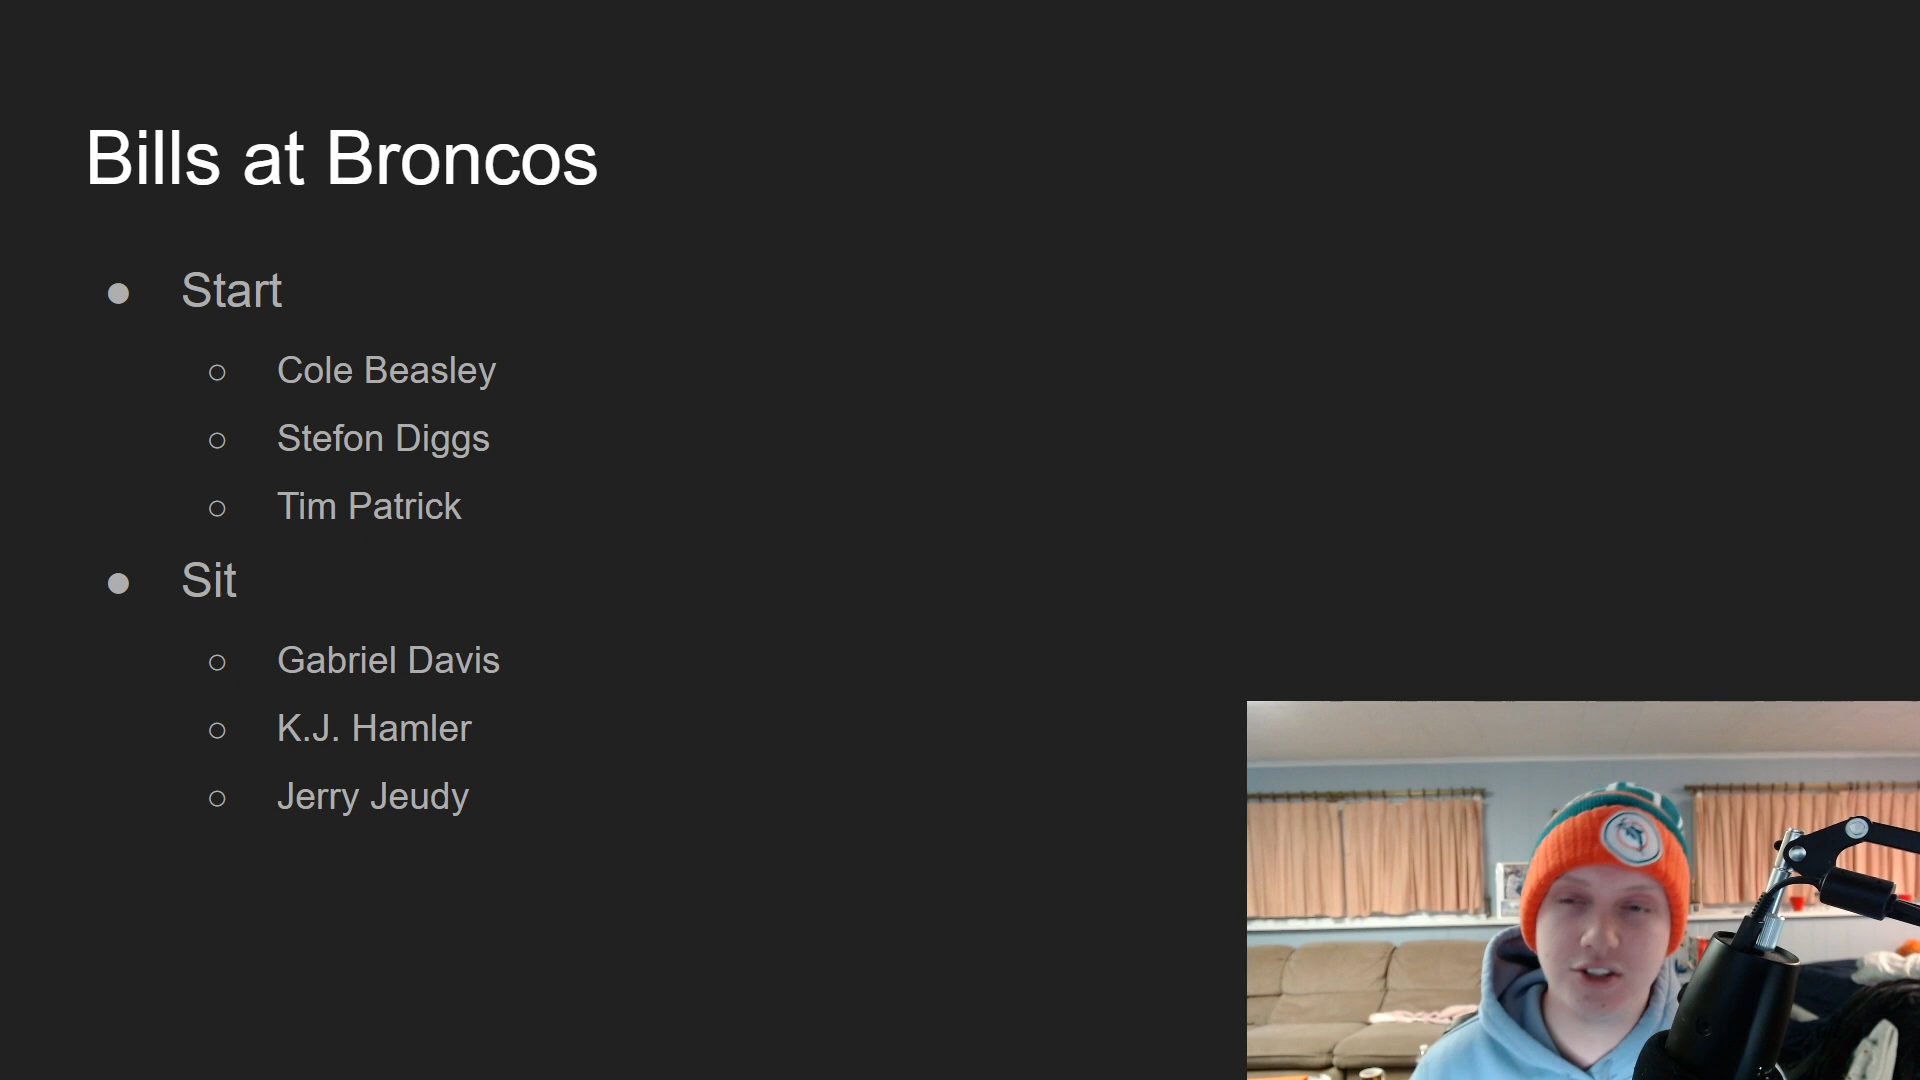 Bills at Broncos
● Start
○ Cole Beasley
○ Stefon Diggs
○ Tim Patrick
● Sit
○ Gabriel Davis
○ K.J. Hamler
○ Jerry Jeudy